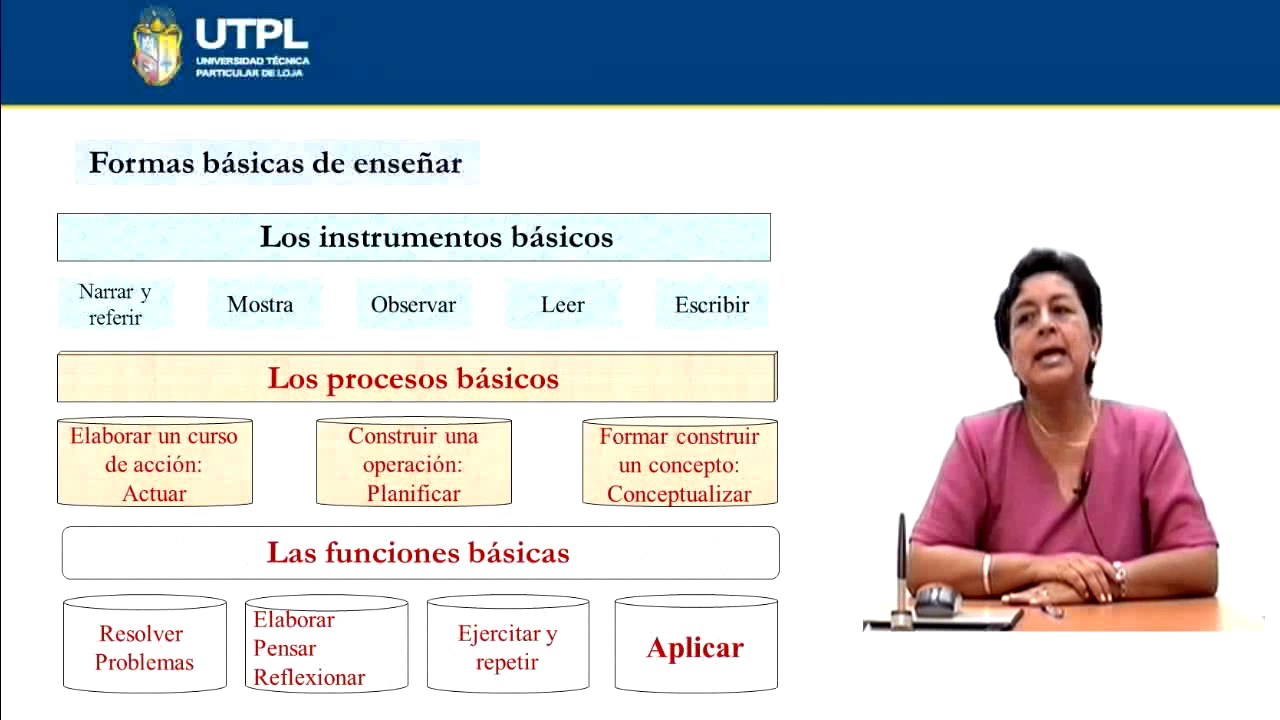 UTPL
UNIVERSIDAD TÉCNICA
PARTICULAR DE LOJA
Formas básicas de enseñar
Los instrumentos básicos
Narrar y
referir
Mostra
Observar
Leer
Escribir
Los procesos básicos
Elaborar un curso
de acción:
Actuar
Construir una
operación:
Planificar
Formar construir
un concepto:
Conceptualizar
Las funciones básicas
Resolver
Problemas
Elaborar
Pensar
Reflexionar
Ejercitar y
repetir
Aplicar